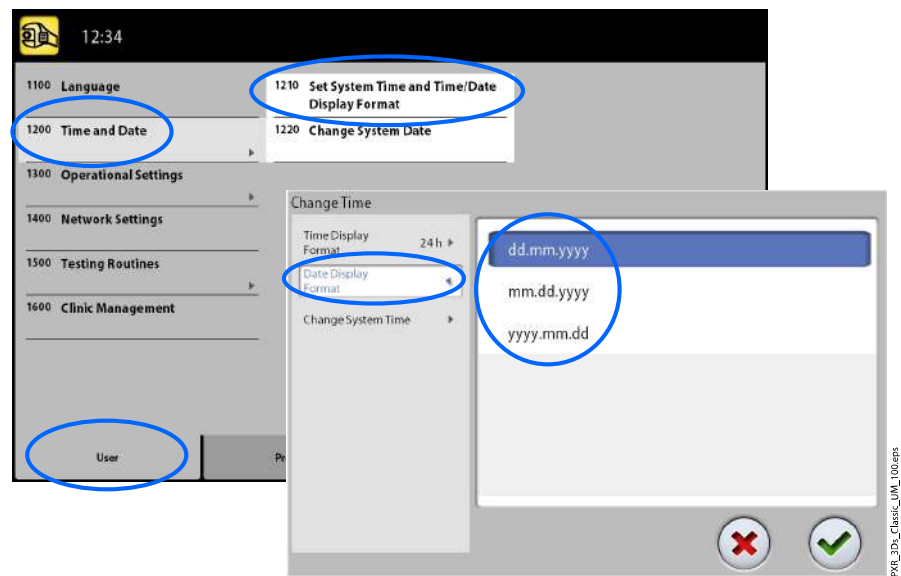 12:34
1100 Language
1200 Time and Date
1300 Operational Settings
1400 Network Settings
1500 Testing Routines
1600 Clinic Management
1210 Set System Time and Time/Date
Display Format
1220 Change System Date
User
Pr
Change Time
Time Display
Format
24 h
Date Display
Format
Change System Time
dd.mm.yyyy
mm.dd.yyyy
yyyy.mm.dd
PXR_3Ds_Classic_UM_100.eps